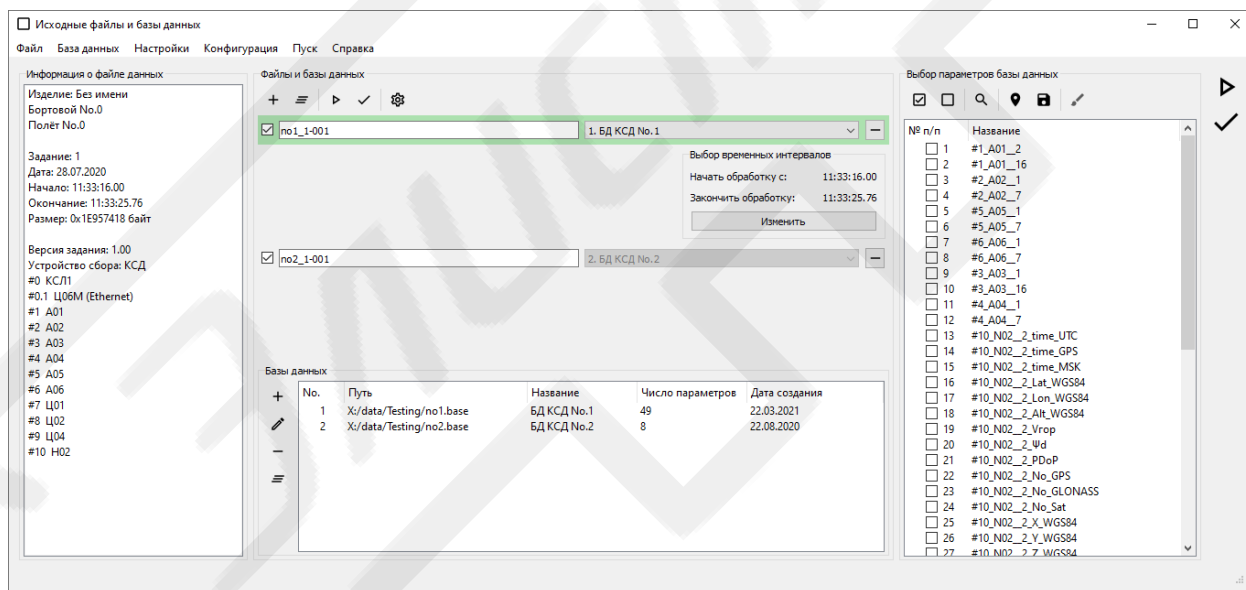 Исходные файлы и базы данных
Файл База данных Настройки Конфигурация Пуск Справка
Информация о файле данных
Изделие: Без имени
Бортовой No.0
Полёт No.0
Задание: 1
Дата: 28.07.2020
Начало: 11:33:16.00
Окончание: 11:33:25.76
Размер: 0x1E957418 байт
Версия задания: 1.00
Устройство сбора: КСД
#0 КСЛ1
#0.1 Ц06М (Ethernet)
#1 А01
#2 А02
#3 А03
#4 А04
#5 А05
#6 А06
#7 Ц01
#8 Ц02
#9 Ц04
#10 Н02
Файлы и базы данных
no1_1-001 1. БД КСД No.1
Выбор временных интервалов
Начать обработку с: 11:33:16.00
Закончить обработку: 11:33:25.76
Изменить
no2_1-001 2. БД КСД No.2
Базы данных
No. Путь Название Число параметров Дата создания
1 X:/data/Testing/no1.base БД КСД No.1 49 22.03.2021
2 X:/data/Testing/no2.base БД КСД No.2 8 22.08.2020
Выбор параметров базы данных
№ п/п Название
1 #1_A01__2
2 #1_A01__16
3 #2_A02__1
4 #2_A02__7
5 #5_A05__1
6 #5_A05__7
7 #6_A06__1
8 #6_A06__7
9 #3_A03__1
10 #3_A03__16
11 #4_A04__1
12 #4_A04__7
13 #10_N02__2_time_UTC
14 #10_N02__2_time_GPS
15 #10_N02__2_time_MSK
16 #10_N02__2_Lat_WGS84
17 #10_N02__2_Lon_WGS84
18 #10_N02__2_Alt_WGS84
19 #10_N02__2_Vгор
20 #10_N02__2_Ψd
21 #10_N02__2_PDoP
22 #10_N02__2_No_GPS
23 #10_N02__2_No_GLONASS
24 #10_N02__2_No_Sat
25 #10_N02__2_X_WGS84
26 #10_N02__2_Y_WGS84
27 #10_N02__2_Z_WGS84